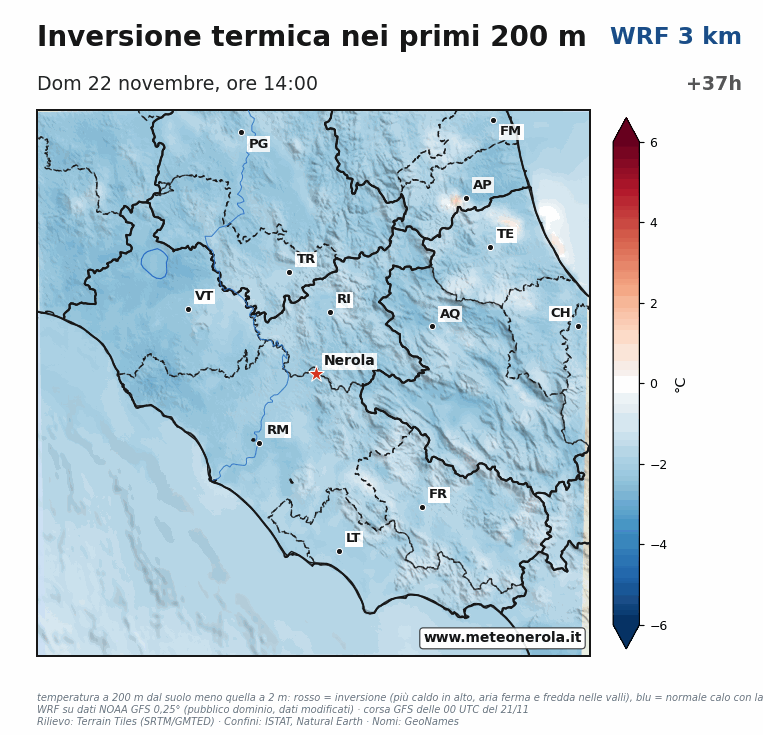 Inversione termica nei primi 200 m WRF 3 km
Dom 22 novembre, ore 14:00 +37h
FM
PG
AP
TE
TR
VT
RI
AQ
CH
Nerola
RM
FR
LT
6
4
2
0
−2
−4
−6
°C
www.meteonerola.it
temperatura a 200 m dal suolo meno quella a 2 m: rosso = inversione (più caldo in alto, aria ferma e fredda nelle valli), blu = normale calo con la
WRF su dati NOAA GFS 0,25° (pubblico dominio, dati modificati) · corsa GFS delle 00 UTC del 21/11
Rilievo: Terrain Tiles (SRTM/GMTED) · Confini: ISTAT, Natural Earth · Nomi: GeoNames